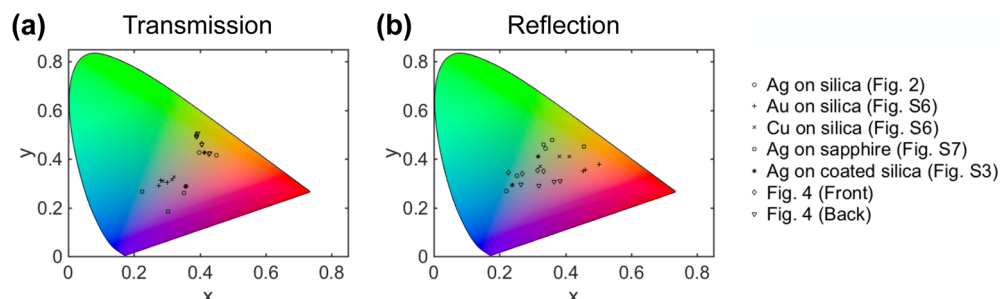 (a) Transmission
(b) Reflection
0.8
0.6
0.4
0.2
0
y
0 0.2 0.4 0.6 0.8
x
0.8
0.6
0.4
0.2
0
y
0 0.2 0.4 0.6 0.8
x
Ag on silica (Fig. 2)
Au on silica (Fig. S6)
Cu on silica (Fig. S6)
Ag on sapphire (Fig. S7)
Ag on coated silica (Fig. S3)
Fig. 4 (Front)
Fig. 4 (Back)